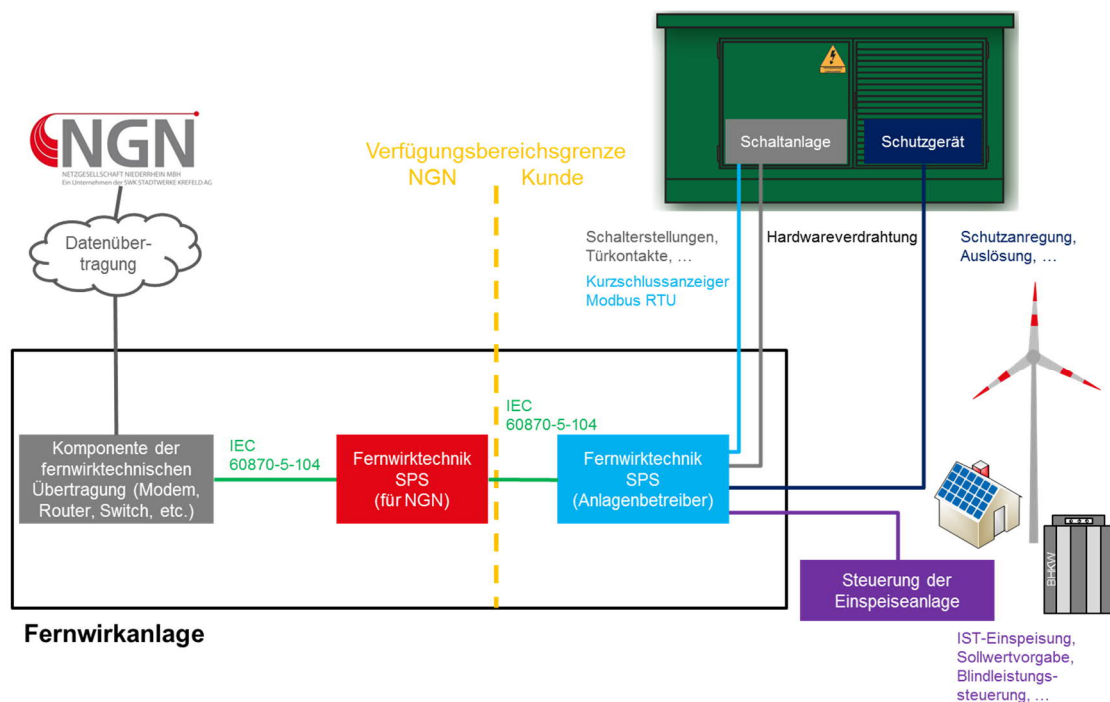 NGN
NETZGESELLSCHAFT NIEDERRHEIN MBH
Ein Unternehmen der SWK STADTWERKE KREFELD AG
Datenüber-
tragung
Verfügungsbereichsgrenze
NGN
Kunde
Schaltanlage
Schutzgerät
Schalterstellungen,
Türkontakte, …
Kurzschlussanzeiger
Modbus RTU
Hardwareverdrahtung
Schutzanregung,
Auslösung, …
Komponente der
fernwirktechnischen
Übertragung (Modem,
Router, Switch, etc.)
IEC
60870-5-104
Fernwirktechnik
SPS
(für NGN)
IEC
60870-5-104
Fernwirktechnik
SPS
(Anlagenbetreiber)
Steuerung der
Einspeiseanlage
BHKW
IST-Einspeisung,
Sollwertvorgabe,
Blindleistungs-
steuerung, …
Fernwirkanlage